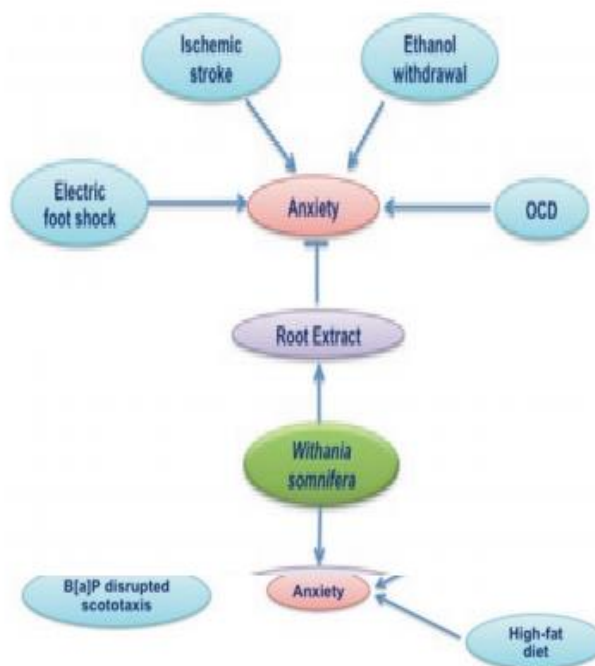 Ischemic
stroke
Ethanol
withdrawal
Electric
foot shock
Anxiety
OCD
Root Extract
Withania
somnifera
B[a]P disrupted
scototaxis
Anxiety
High-fat
diet